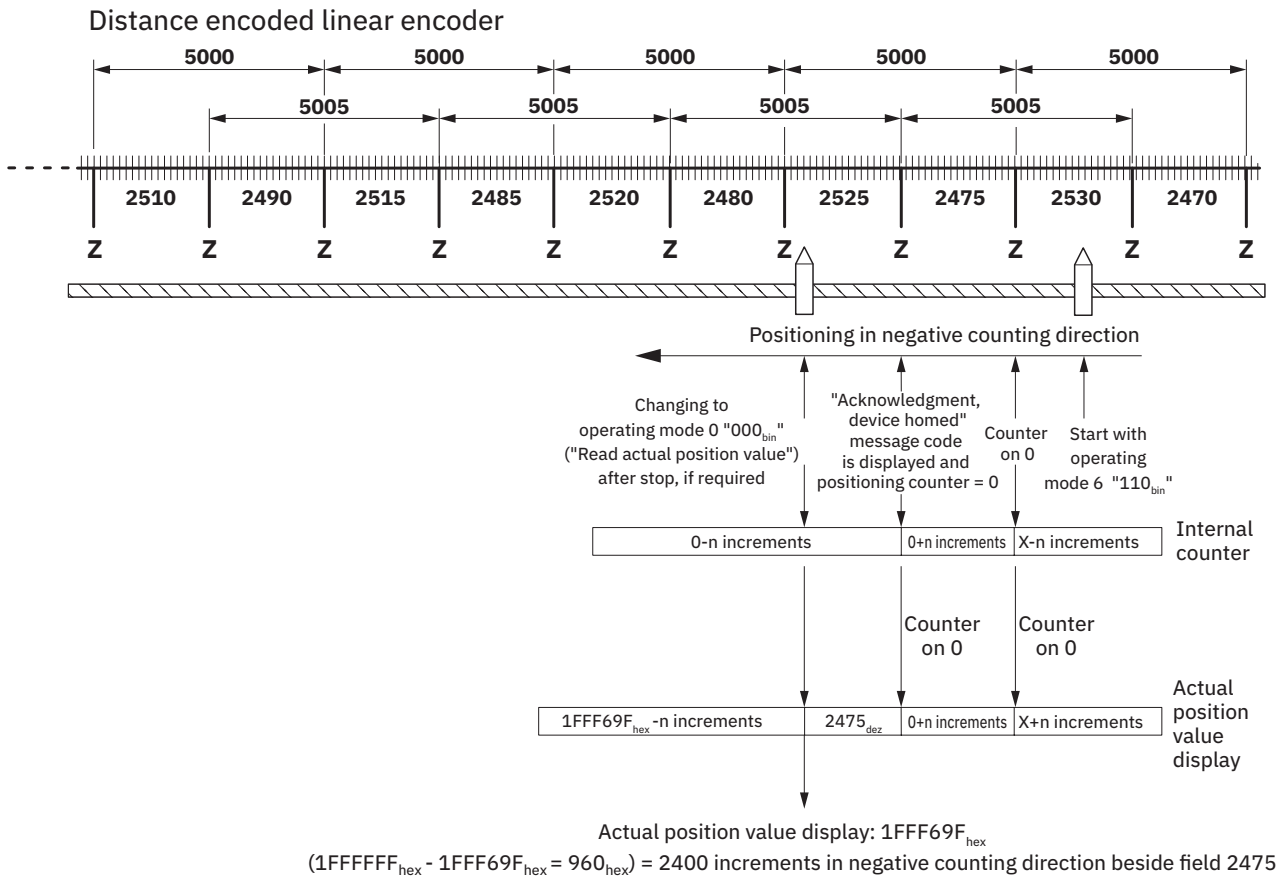 Distance encoded linear encoder
5000 5000 5000 5000 5000
5005 5005 5005 5005
2510 2490 2515 2485 2520 2480 2525 2475 2530 2470
Z Z Z Z Z Z Z Z Z Z Z
Positioning in negative counting direction
Changing to
operating mode 0 "000bin"
("Read actual position value")
after stop, if required
"Acknowledgment,
device homed"
message code
is displayed and
positioning counter = 0
Counter
on 0
Start with
operating
mode 6 "110bin"
0-n increments 0+n increments X-n increments
Internal
counter
Counter
on 0
Counter
on 0
1FFF69Fhex-n increments 2475dez 0+n increments X+n increments
Actual
position
value
display
Actual position value display: 1FFF69Fhex
(1FFFFFFhex - 1FFF69Fhex = 960hex) = 2400 increments in negative counting direction beside field 2475